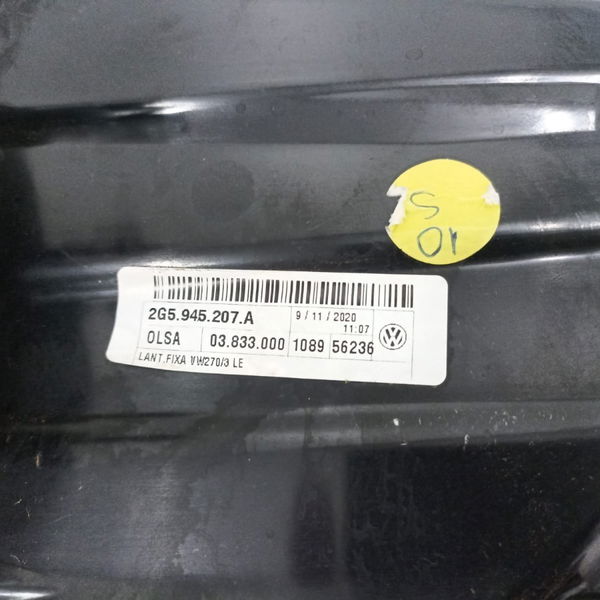 S
10
2G5.945.207.A 9/11/2020
11:07
OLSA 03.833.000 1089 56236
LANT.FIXA VW270/3 LE